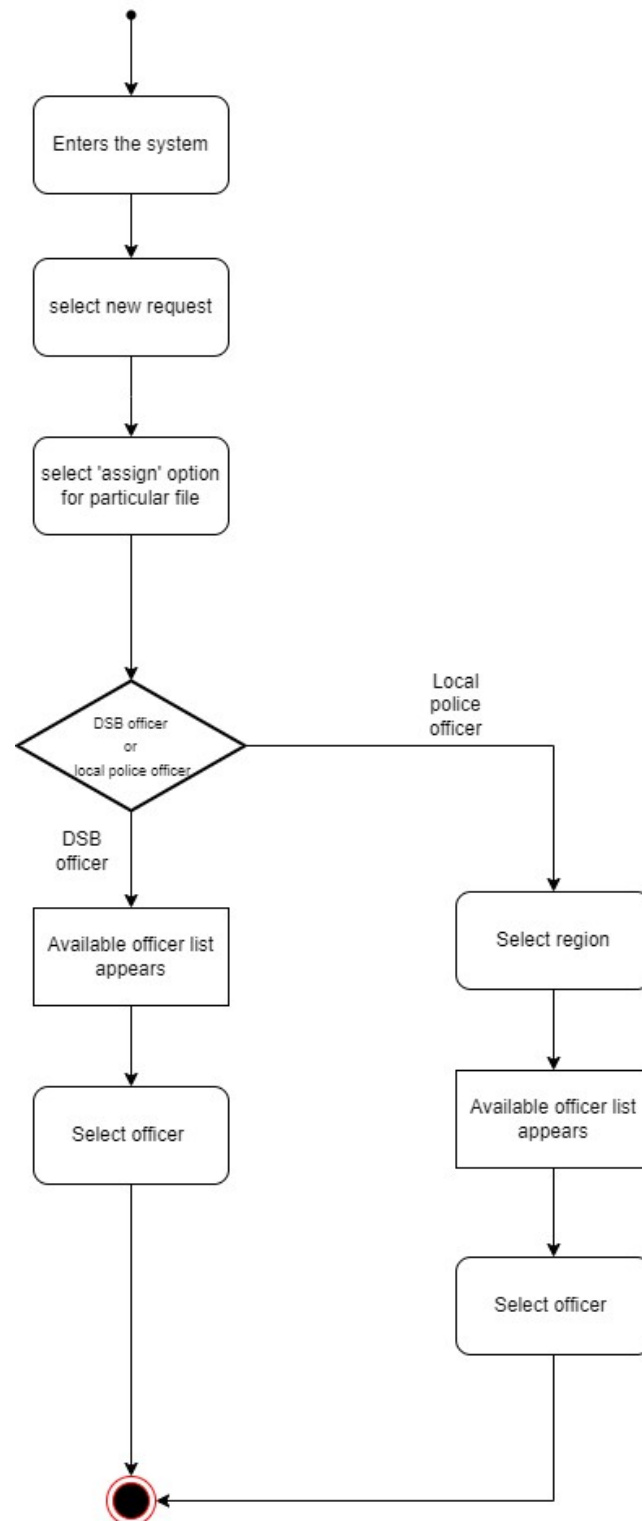 Enters the system
select new request
select 'assign' option
for particular file
DSB officer
or
local police officer
Local
police
officer
DSB
officer
Available officer list
appears
Select officer
Select region
Available officer list
appears
Select officer